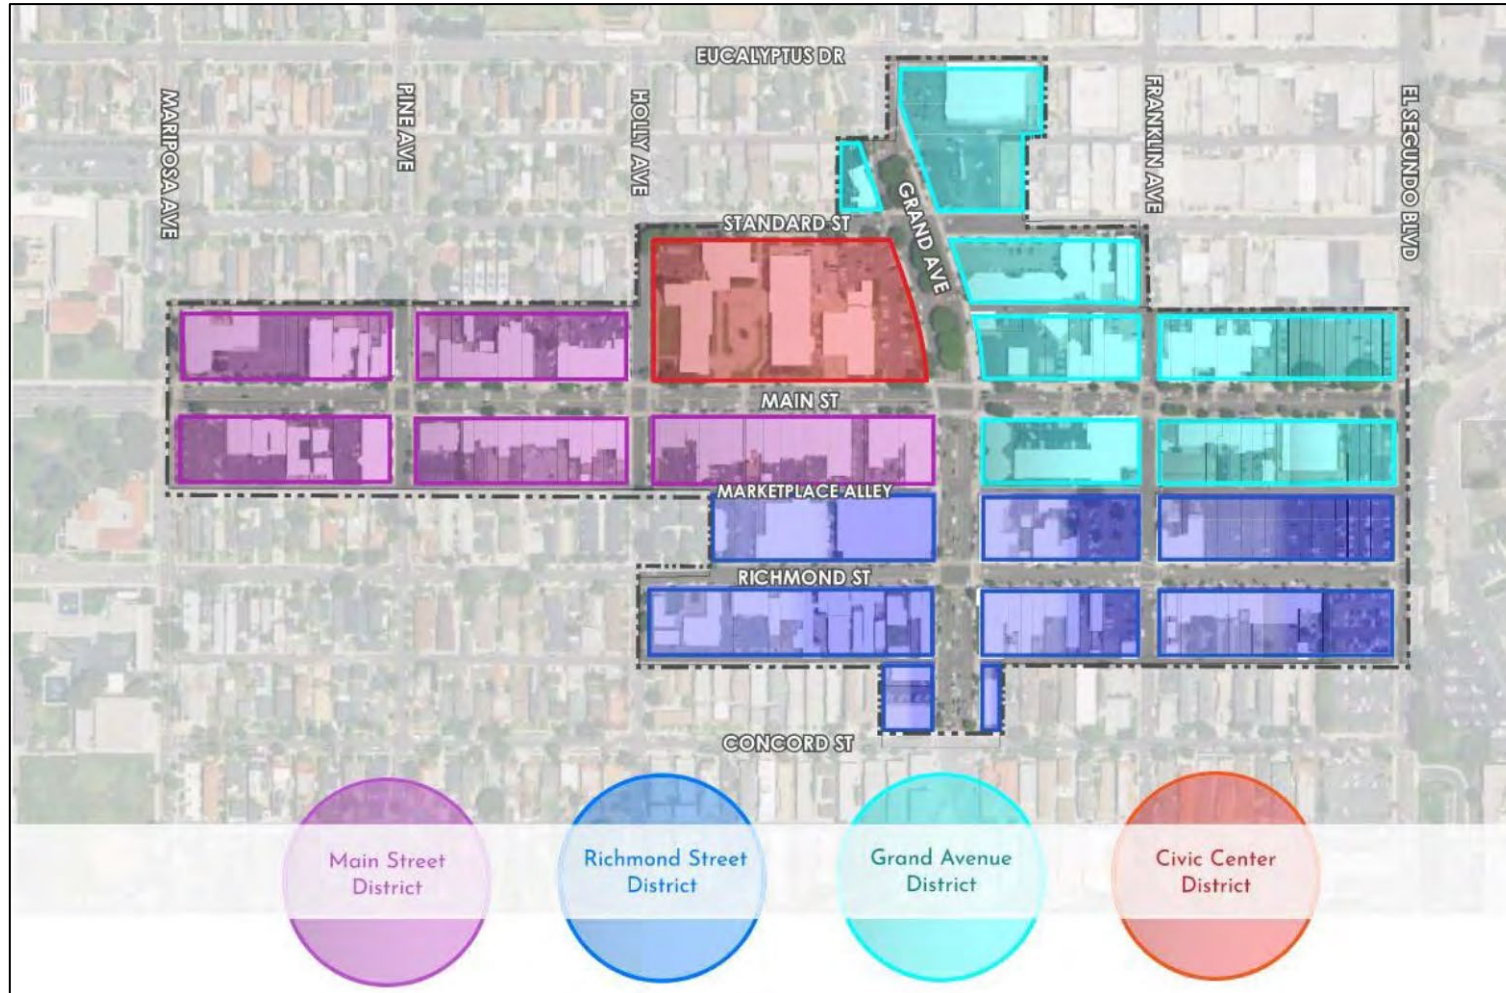 EUCALYPTUS DR
MARIPOSA AVE
PINE AVE
HOLLY AVE
FRANKLIN AVE
EL SEGUNDO BLVD
GRAND AVE
STANDARD ST
MAIN ST
MARKETPLACE ALLEY
RICHMOND ST
CONCORD ST
Main Street
District
Richmond Street
District
Grand Avenue
District
Civic Center
District